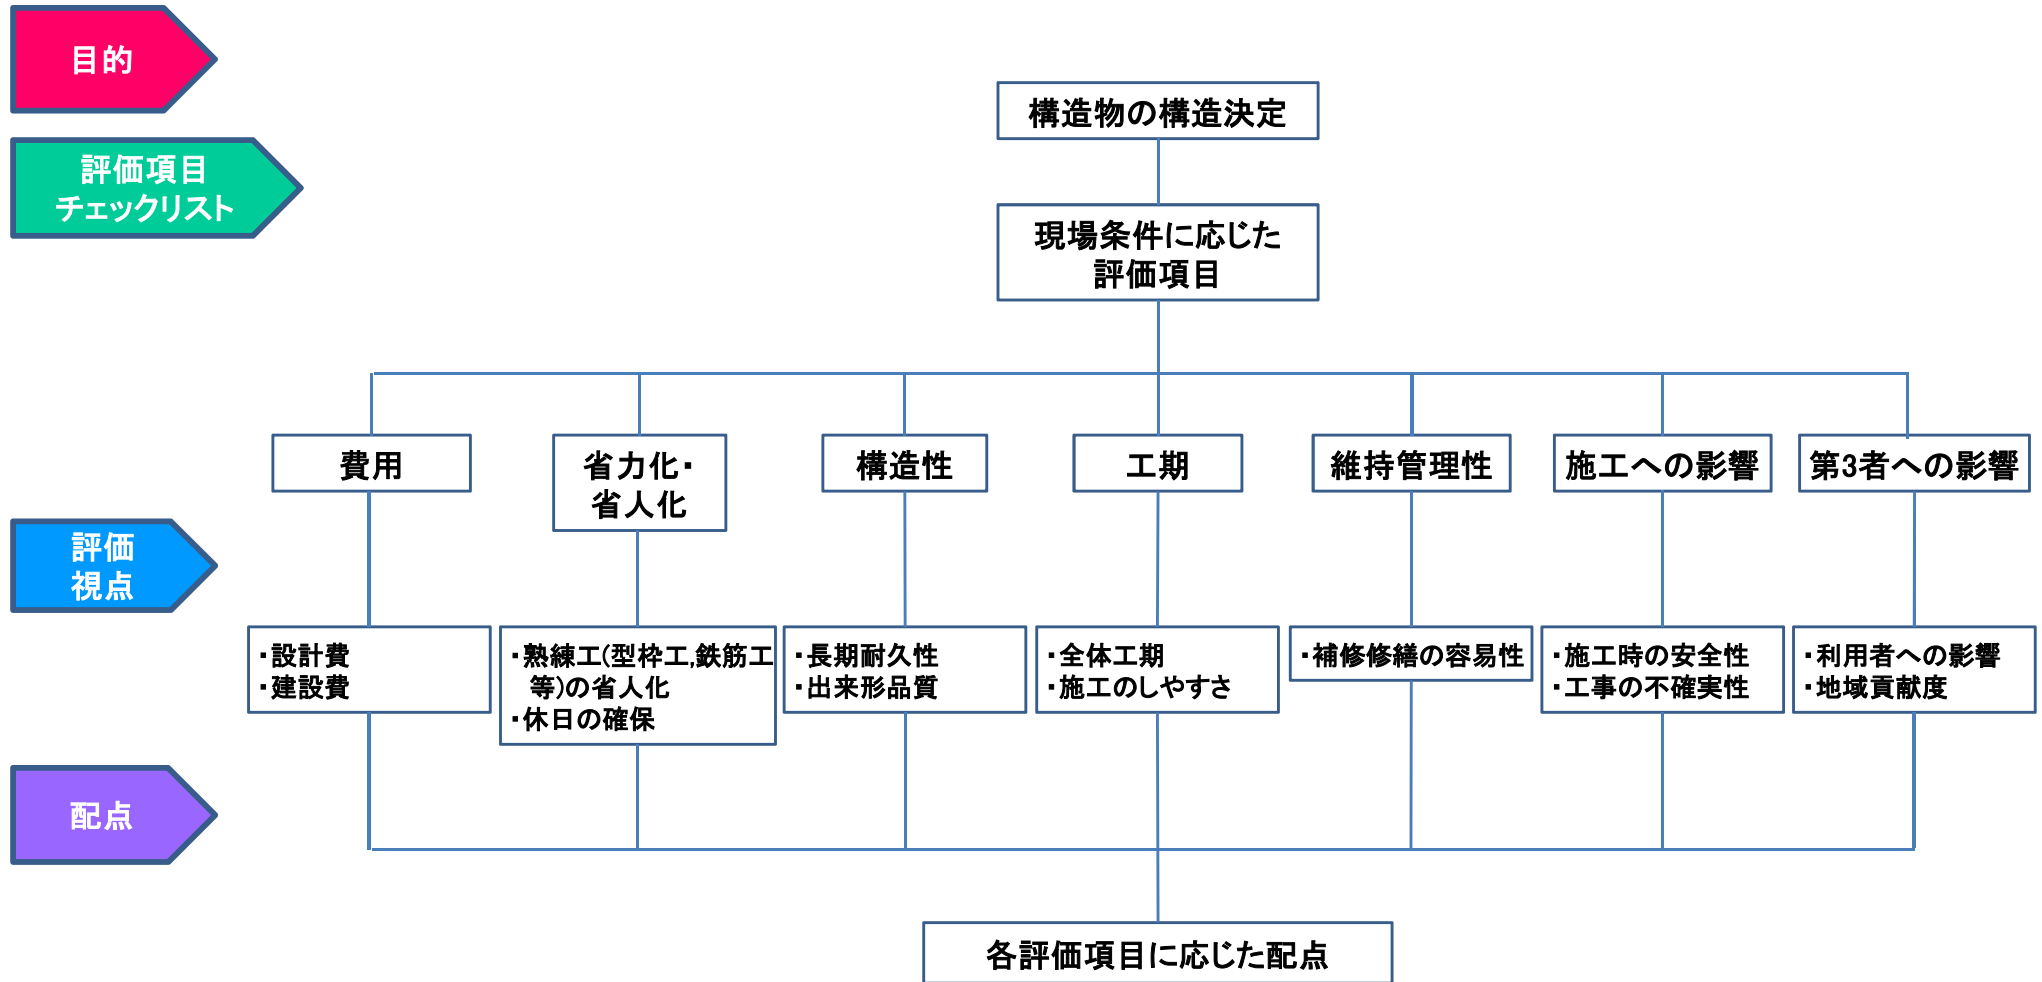 目的
構造物の構造決定
評価項目
チェックリスト
現場条件に応じた
評価項目
費用
省力化・
省人化
構造性
工期
維持管理性
施工への影響
第3者への影響
評価
視点
・設計費
・建設費
・熟練工(型枠工,鉄筋工
等)の省人化
・休日の確保
・長期耐久性
・出来形品質
・全体工期
・施工のしやすさ
・補修修繕の容易性
・施工時の安全性
・工事の不確実性
・利用者への影響
・地域貢献度
配点
各評価項目に応じた配点